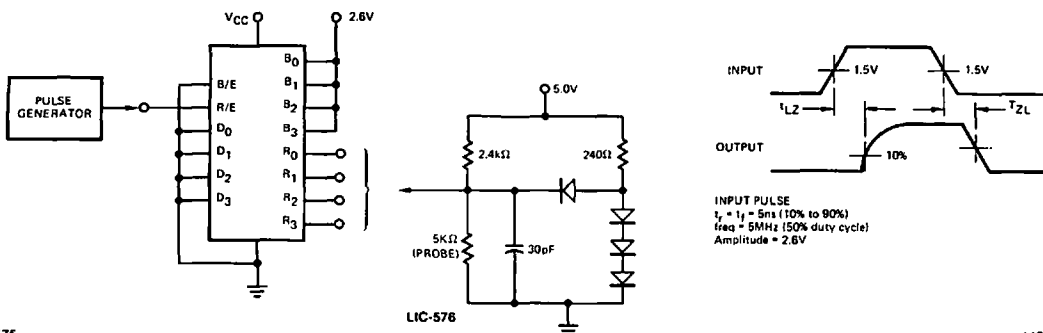 VCC
2.6V
PULSE
GENERATOR
B/E
R/E
D0
D1
D2
D3
B0
B1
B2
B3
R0
R1
R2
R3
5.0V
2.4kΩ
240Ω
5KΩ
(PROBE)
30pF
LIC-576
INPUT
1.5V
1.5V
tLZ
TZL
OUTPUT
10%
INPUT PULSE
tr = tf = 5ns (10% to 90%)
freq = 5MHz (50% duty cycle)
Amplitude = 2.6V